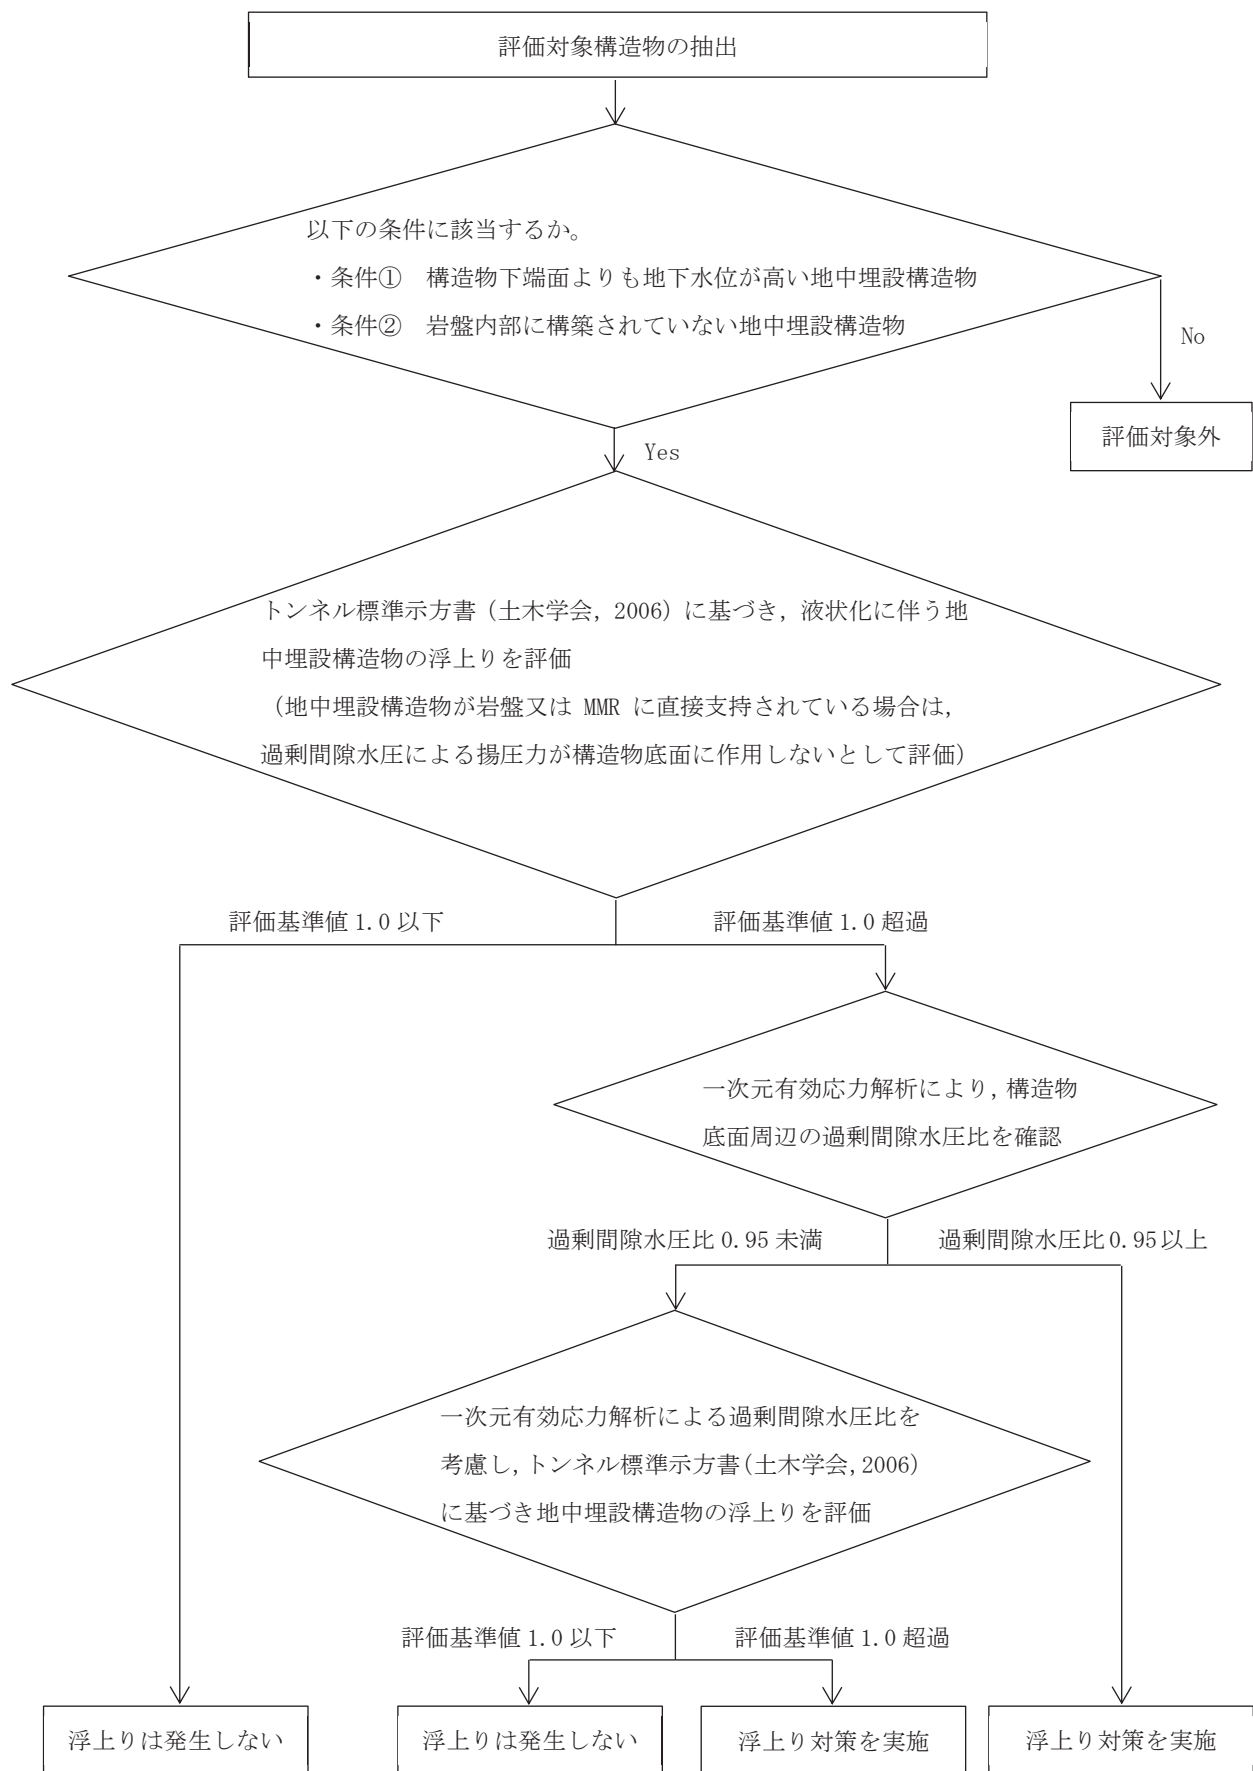 評価対象構造物の抽出
以下の条件に該当するか。
・条件① 構造物下端面よりも地下水位が高い地中埋設構造物
・条件② 岩盤内部に構築されていない地中埋設構造物
No
評価対象外
Yes
トンネル標準示方書（土木学会, 2006）に基づき, 液状化に伴う地
中埋設構造物の浮上りを評価
（地中埋設構造物が岩盤又は MMR に直接支持されている場合は,
過剰間隙水圧による揚圧力が構造物底面に作用しないとして評価）
評価基準値 1.0 以下
評価基準値 1.0 超過
一次元有効応力解析により, 構造物
底面周辺の過剰間隙水圧比を確認
過剰間隙水圧比 0.95 未満
過剰間隙水圧比 0.95 以上
一次元有効応力解析による過剰間隙水圧比を
考慮し, トンネル標準示方書（土木学会, 2006）
に基づき地中埋設構造物の浮上りを評価
評価基準値 1.0 以下
評価基準値 1.0 超過
浮上りは発生しない
浮上りは発生しない
浮上り対策を実施
浮上り対策を実施